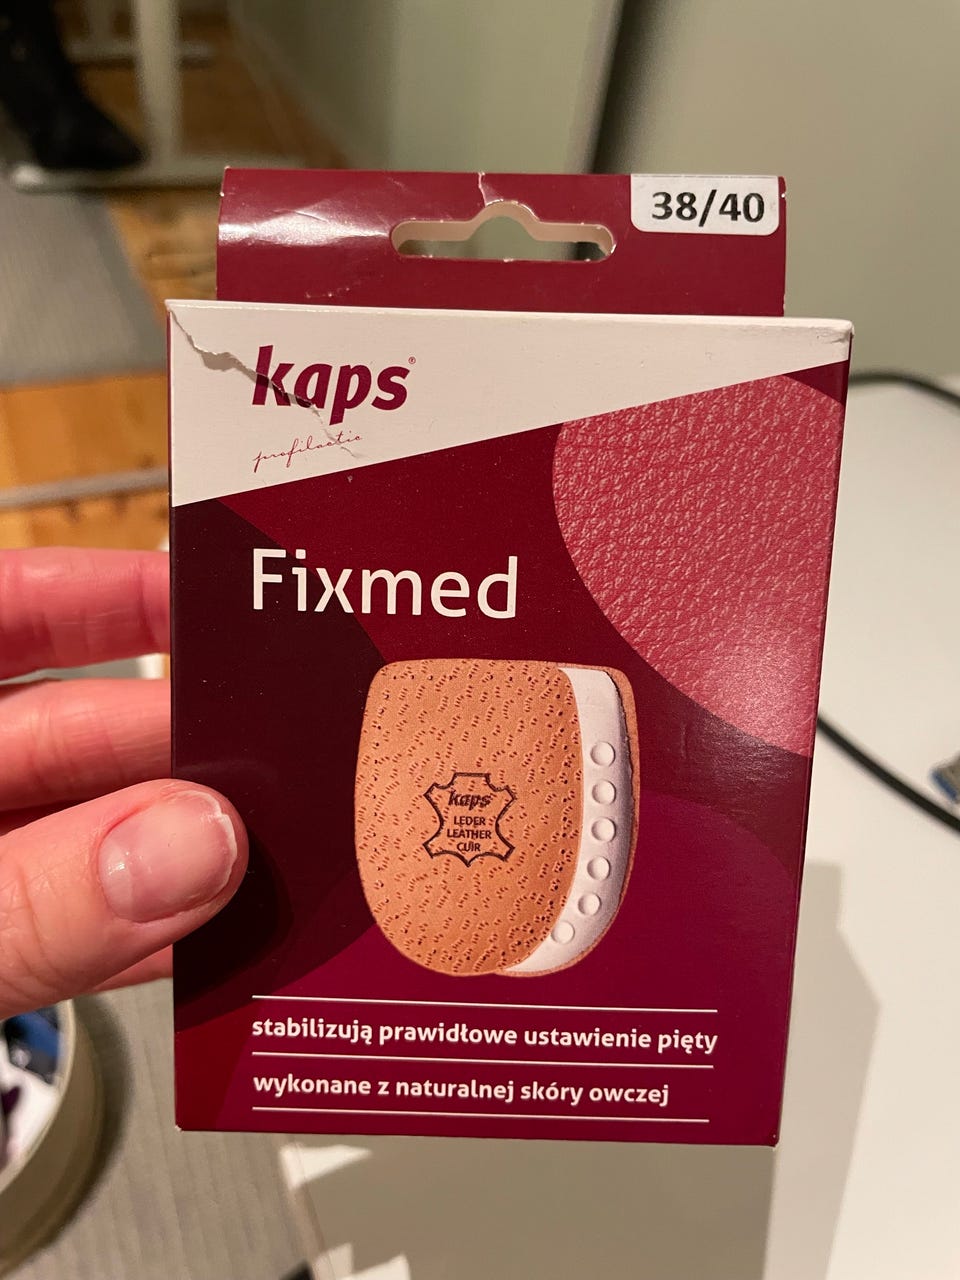 38/40
kaps®
profilactic
Fixmed
kaps
LEDER
LEATHER
CUIR
stabilizują prawidłowe ustawienie pięty
wykonane z naturalnej skóry owczej